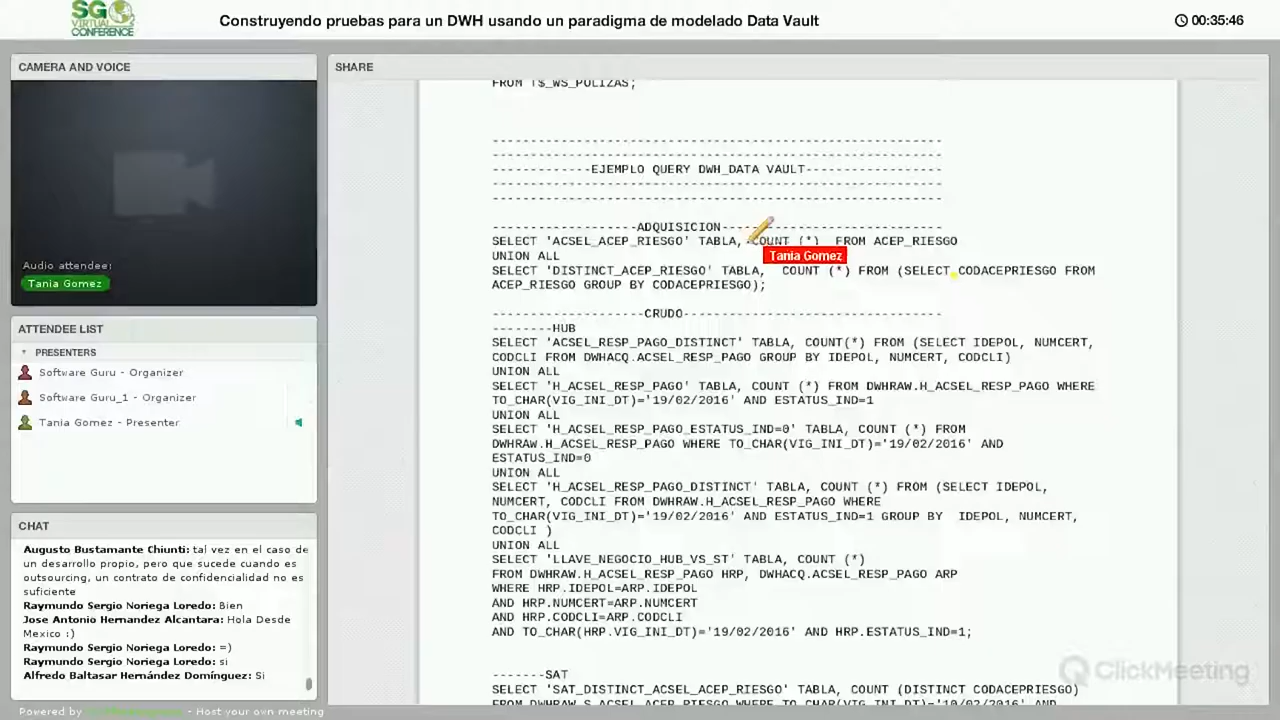 SG
VIRTUAL
CONFERENCE
Construyendo pruebas para un DWH usando un paradigma de modelado Data Vault
00:35:46
CAMERA AND VOICE
Audio attendee:
Tania Gomez
ATTENDEE LIST
PRESENTERS
Software Guru - Organizer
Software Guru_1 - Organizer
Tania Gomez - Presenter
CHAT
Augusto Bustamante Chiunti: tal vez en el caso de
un desarrollo propio, pero que sucede cuando es
outsourcing, un contrato de confidencialidad no es
suficiente
Raymundo Sergio Noriega Loredo: Bien
Jose Antonio Hernandez Alcantara: Hola Desde
Mexico :)
Raymundo Sergio Noriega Loredo: =)
Raymundo Sergio Noriega Loredo: si
Alfredo Baltasar Hernández Domínguez: Si
Powered by - Host your own meeting
SHARE
FROM T$_WS_POLIZAS;
-----------------------------------------------------------
-----------------------------------------------------------
-------------EJEMPLO QUERY DWH_DATA VAULT------------------
-----------------------------------------------------------
-----------------------------------------------------------
-------------------ADQUISICION-----------------------------
SELECT 'ACSEL_ACEP_RIESGO' TABLA, COUNT (*) FROM ACEP_RIESGO
Tania Gomez
UNION ALL
SELECT 'DISTINCT_ACEP_RIESGO' TABLA, COUNT (*) FROM (SELECT CODACEPRIESGO FROM
ACEP_RIESGO GROUP BY CODACEPRIESGO);
--------------------CRUDO----------------------------------
--------HUB
SELECT 'ACSEL_RESP_PAGO_DISTINCT' TABLA, COUNT(*) FROM (SELECT IDEPOL, NUMCERT,
CODCLI FROM DWHACQ.ACSEL_RESP_PAGO GROUP BY IDEPOL, NUMCERT, CODCLI)
UNION ALL
SELECT 'H_ACSEL_RESP_PAGO' TABLA, COUNT (*) FROM DWHRAW.H_ACSEL_RESP_PAGO WHERE
TO_CHAR(VIG_INI_DT)='19/02/2016' AND ESTATUS_IND=1
UNION ALL
SELECT 'H_ACSEL_RESP_PAGO_ESTATUS_IND=0' TABLA, COUNT (*) FROM
DWHRAW.H_ACSEL_RESP_PAGO WHERE TO_CHAR(VIG_INI_DT)='19/02/2016' AND
ESTATUS_IND=0
UNION ALL
SELECT 'H_ACSEL_RESP_PAGO_DISTINCT' TABLA, COUNT (*) FROM (SELECT IDEPOL,
NUMCERT, CODCLI FROM DWHRAW.H_ACSEL_RESP_PAGO WHERE
TO_CHAR(VIG_INI_DT)='19/02/2016' AND ESTATUS_IND=1 GROUP BY IDEPOL, NUMCERT,
CODCLI )
UNION ALL
SELECT 'LLAVE_NEGOCIO_HUB_VS_ST' TABLA, COUNT (*)
FROM DWHRAW.H_ACSEL_RESP_PAGO HRP, DWHACQ.ACSEL_RESP_PAGO ARP
WHERE HRP.IDEPOL=ARP.IDEPOL
AND HRP.NUMCERT=ARP.NUMCERT
AND HRP.CODCLI=ARP.CODCLI
AND TO_CHAR(HRP.VIG_INI_DT)='19/02/2016' AND HRP.ESTATUS_IND=1;
-------SAT
SELECT 'SAT_DISTINCT_ACSEL_ACEP_RIESGO' TABLA, COUNT (DISTINCT CODACEPRIESGO)
FROM DWHRAW.S_ACSEL_ACEP_RIESGO WHERE TO_CHAR(VIG_INI_DT)='19/02/2016' AND
ClickMeeting